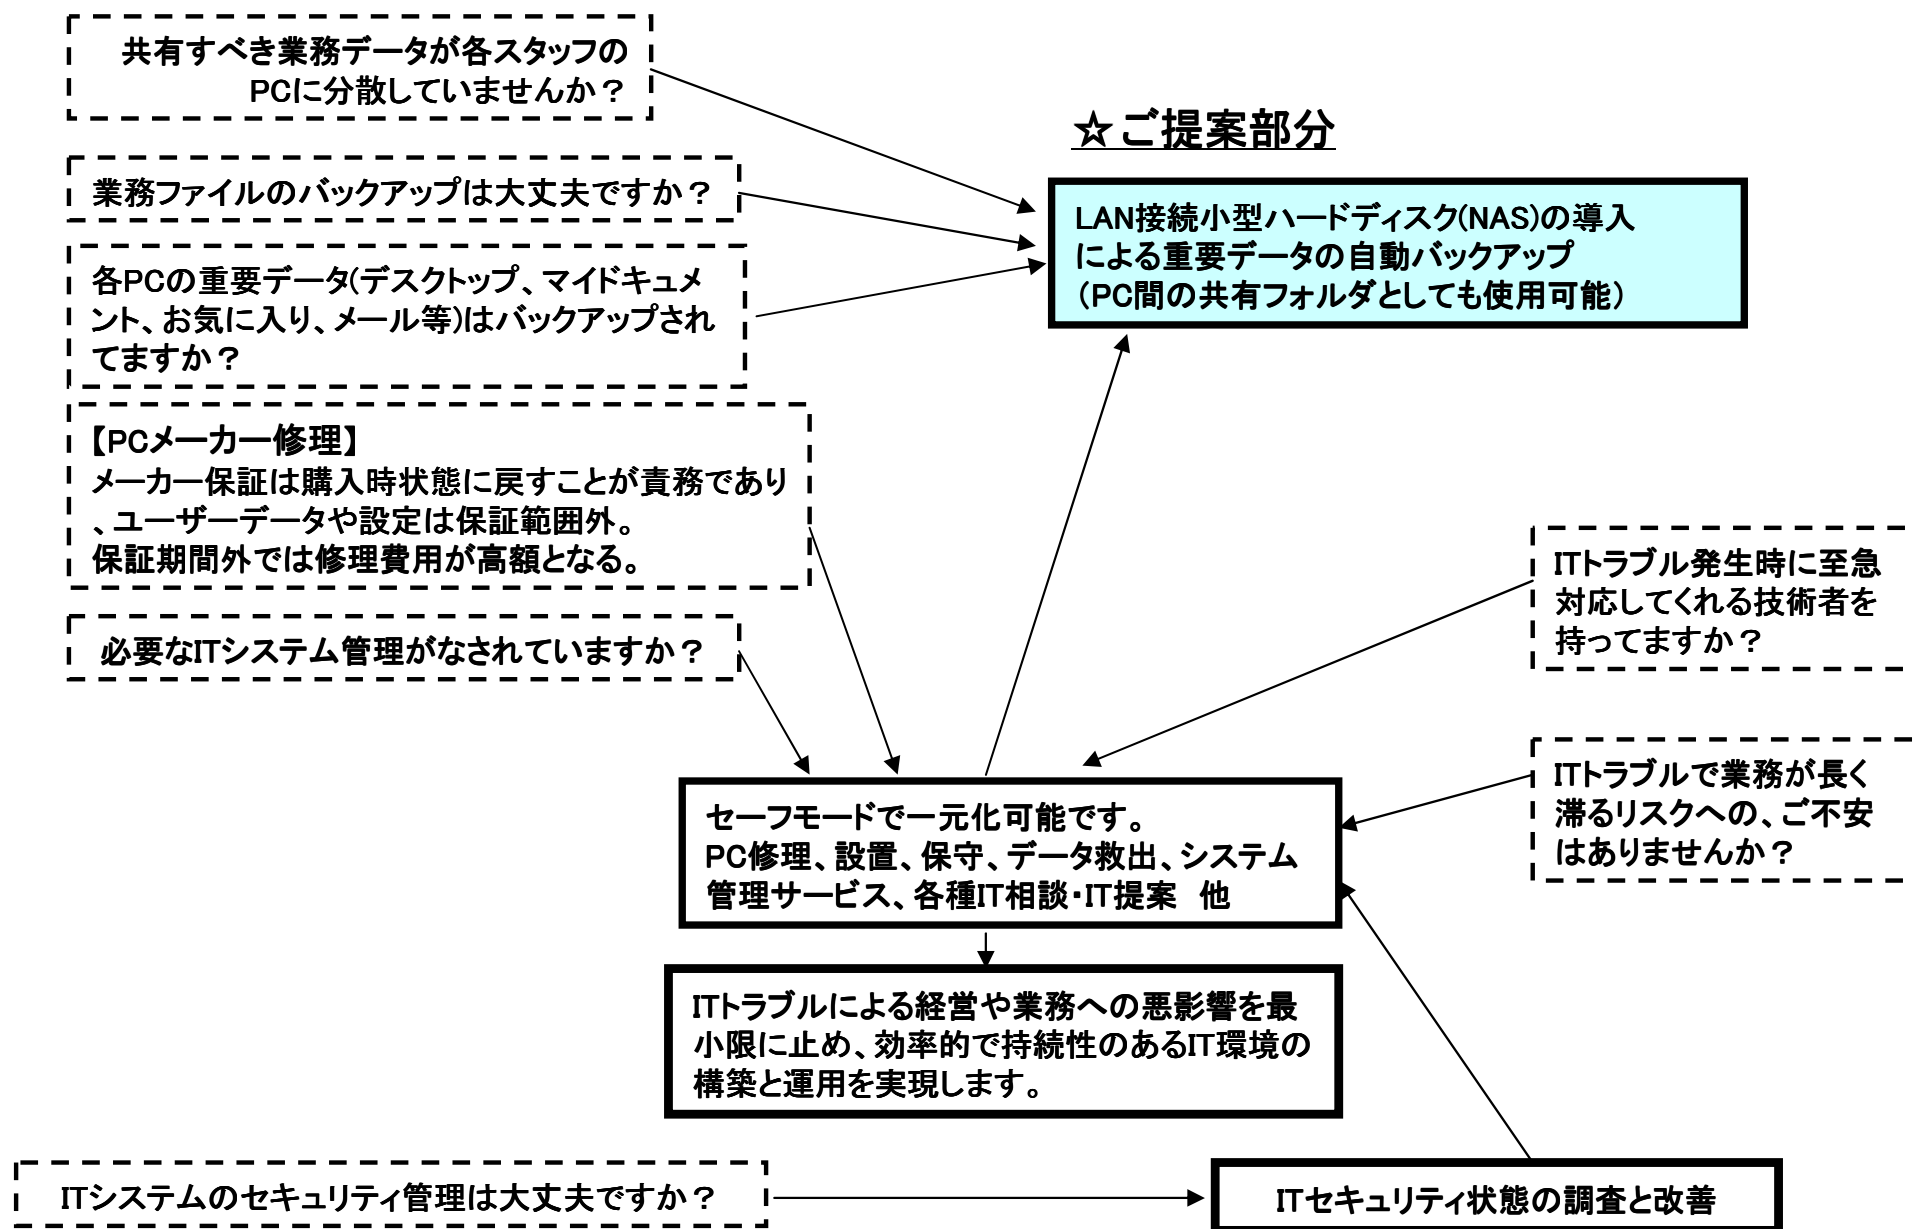 共有すべき業務データが各スタッフの
PCに分散していませんか？
☆ご提案部分
業務ファイルのバックアップは大丈夫ですか？
LAN接続小型ハードディスク(NAS)の導入
による重要データの自動バックアップ
（PC間の共有フォルダとしても使用可能）
各PCの重要データ(デスクトップ、マイドキュメ
ント、お気に入り、メール等)はバックアップされ
てますか？
【PCメーカー修理】
メーカー保証は購入時状態に戻すことが責務であり
、ユーザーデータや設定は保証範囲外。
保証期間外では修理費用が高額となる。
必要なITシステム管理がなされていますか？
ITトラブル発生時に至急
対応してくれる技術者を
持ってますか？
ITトラブルで業務が長く
滞るリスクへの、ご不安
はありませんか？
セーフモードで一元化可能です。
PC修理、設置、保守、データ救出、システム
管理サービス、各種IT相談・IT提案　他
ITトラブルによる経営や業務への悪影響を最
小限に止め、効率的で持続性のあるIT環境の
構築と運用を実現します。
ITシステムのセキュリティ管理は大丈夫ですか？
ITセキュリティ状態の調査と改善